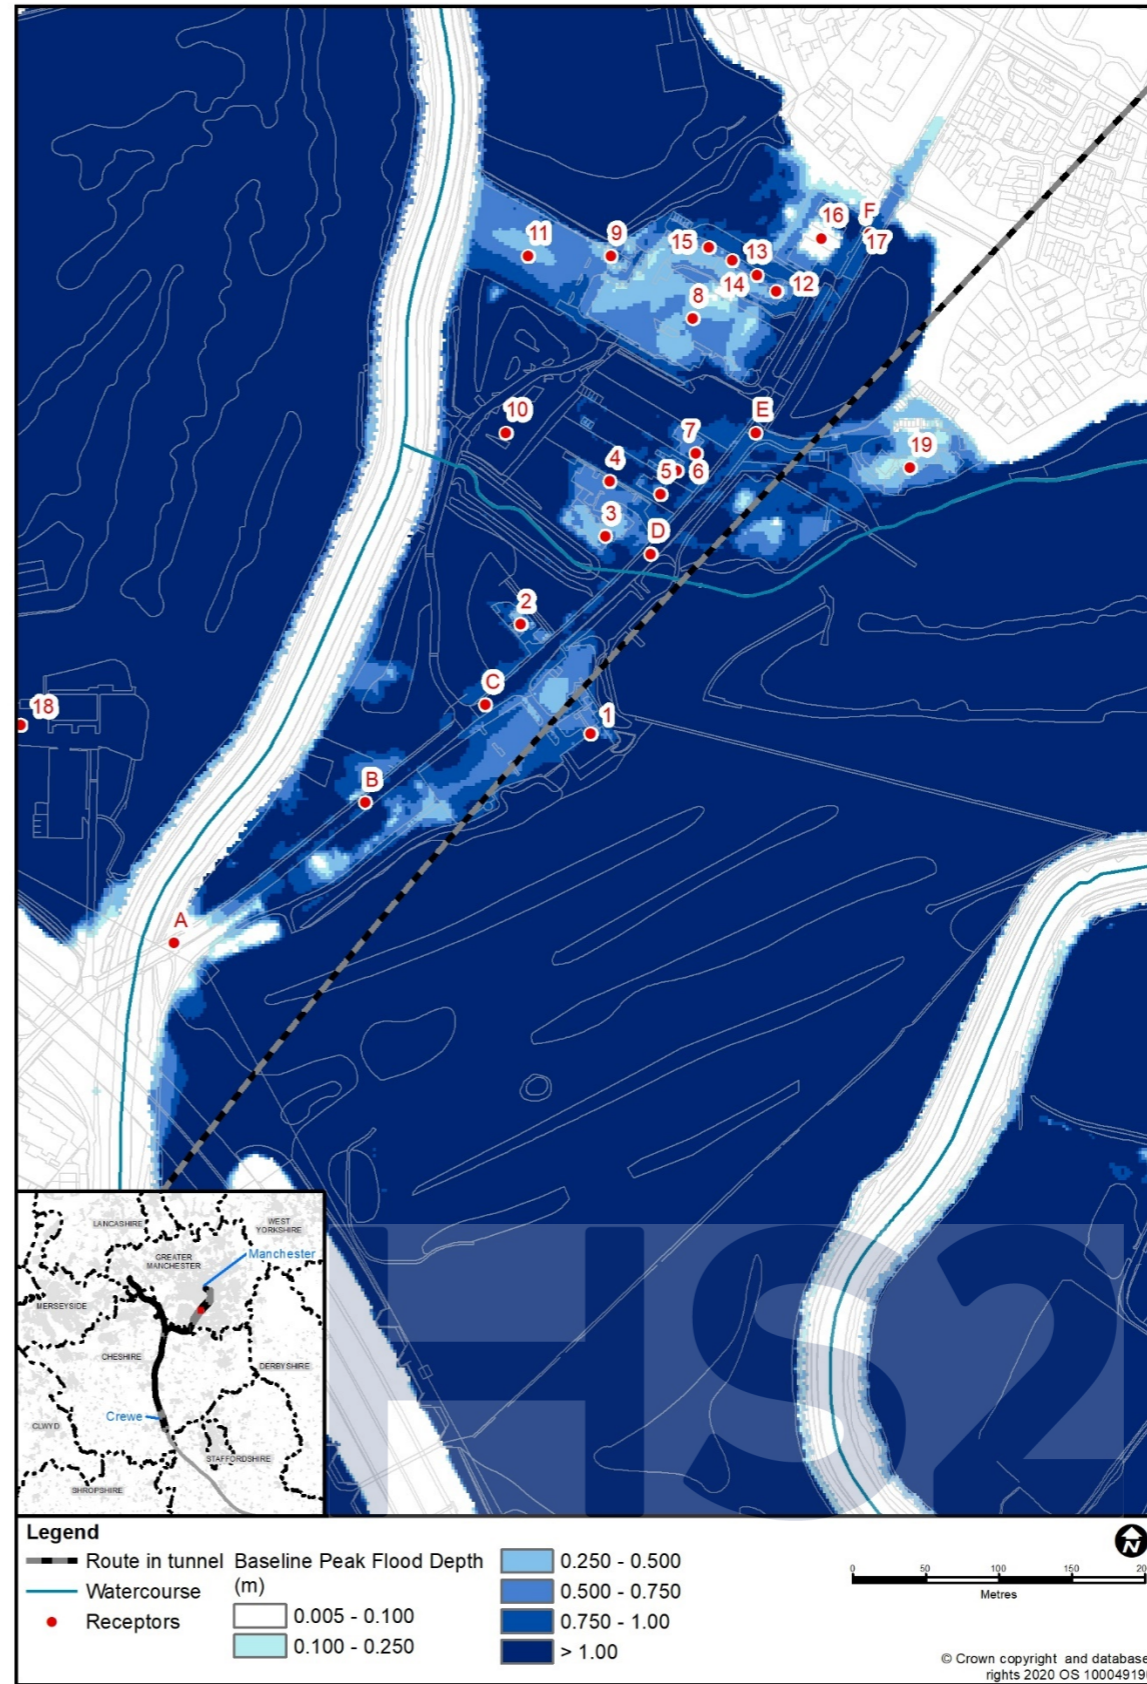 16
F
11
9
15
13
17
14
12
8
10
E
7
19
4
5
6
3
D
2
C
18
1
B
A
LANCASHIRE
WEST
YORKSHIRE
GREATER
MANCHESTER
Manchester
MERSEYSIDE
CHESHIRE
DERBYSHIRE
Crewe
CLWYD
STAFFORDSHIRE
SHROPSHIRE
HS2
Legend
Route in tunnel
Watercourse
Receptors
Baseline Peak Flood Depth
(m)
0.005 - 0.100
0.100 - 0.250
0.250 - 0.500
0.500 - 0.750
0.750 - 1.00
> 1.00
N
0 50 100 150 20
Metres
© Crown copyright and database
rights 2020 OS 10004919